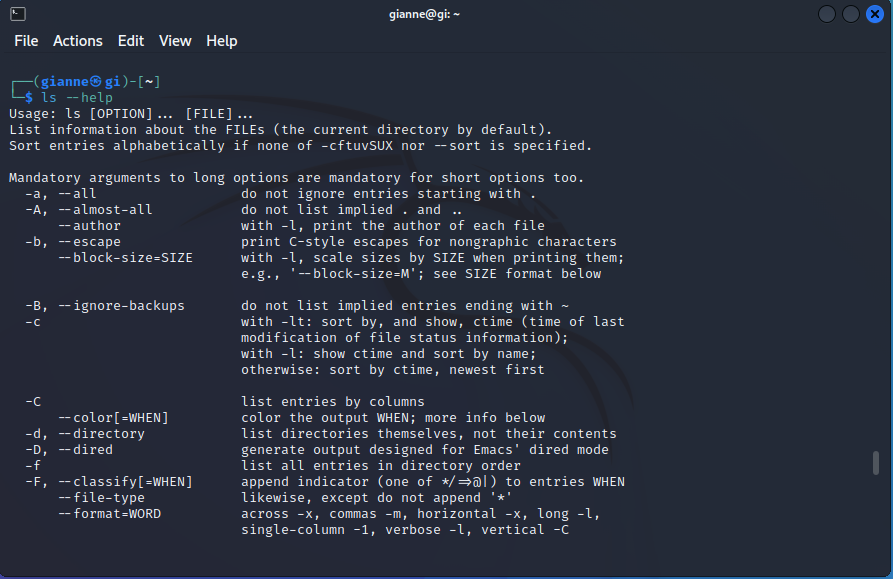 gianne@gi: ~
File Actions Edit View Help
┌──(gianne㉿gi)-[~]
└─$ ls --help
Usage: ls [OPTION]... [FILE]...
List information about the FILEs (the current directory by default).
Sort entries alphabetically if none of -cftuvSUX nor --sort is specified.
Mandatory arguments to long options are mandatory for short options too.
-a, --all do not ignore entries starting with .
-A, --almost-all do not list implied . and ..
--author with -l, print the author of each file
-b, --escape print C-style escapes for nongraphic characters
--block-size=SIZE with -l, scale sizes by SIZE when printing them;
e.g., '--block-size=M'; see SIZE format below
-B, --ignore-backups do not list implied entries ending with ~
-c with -lt: sort by, and show, ctime (time of last
modification of file status information);
with -l: show ctime and sort by name;
otherwise: sort by ctime, newest first
-C list entries by columns
--color[=WHEN] color the output WHEN; more info below
-d, --directory list directories themselves, not their contents
-D, --dired generate output designed for Emacs' dired mode
-f list all entries in directory order
-F, --classify[=WHEN] append indicator (one of */=>@|) to entries WHEN
--file-type likewise, except do not append '*'
--format=WORD across -x, commas -m, horizontal -x, long -l,
single-column -1, verbose -l, vertical -C